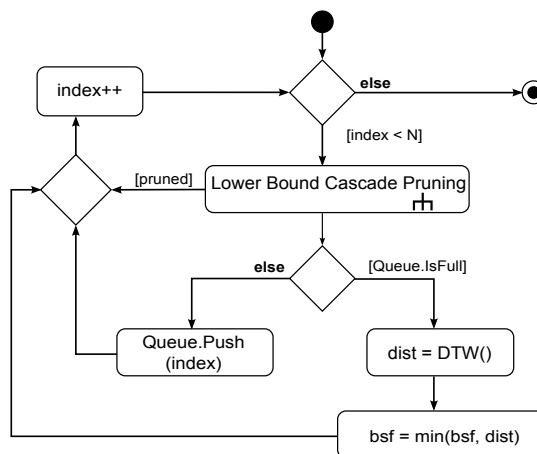 index++
else
[index < N]
[pruned]
Lower Bound Cascade Pruning
else
[Queue.IsFull]
Queue.Push
(index)
dist = DTW()
bsf = min(bsf, dist)